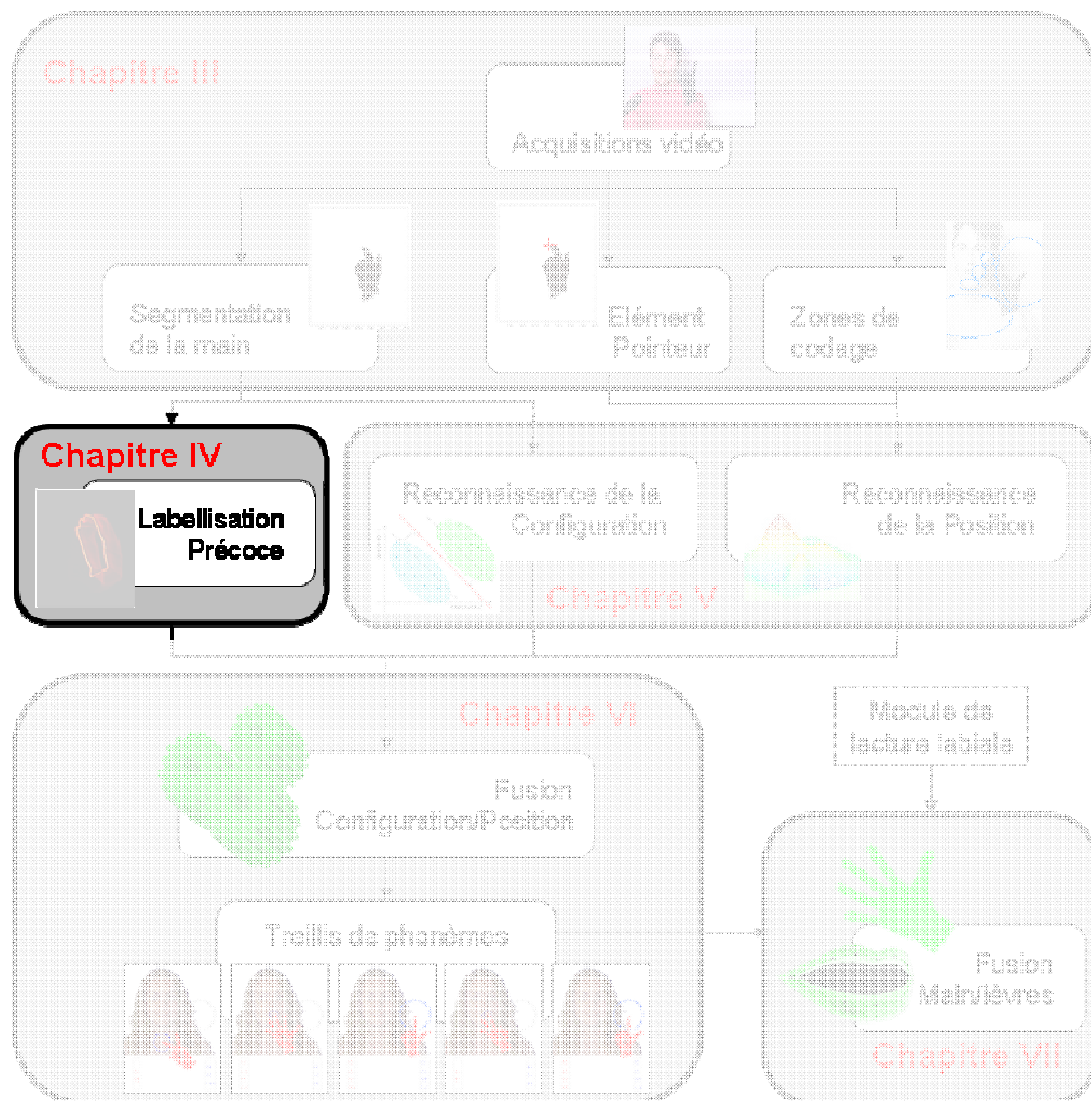 Chapitre III
Acquisitions vidéo
Segmentation
de la main
Elément
Pointeur
Zones de
codage
Chapitre IV
Labellisation
Précoce
Reconnaissance de la
Configuration
Reconnaissance
de la Position
Chapitre V
Chapitre VI
Fusion
Configuration/Position
Treillis de phonèmes
Module de
lecture labiale
Fusion
Main/lèvres
Chapitre VII